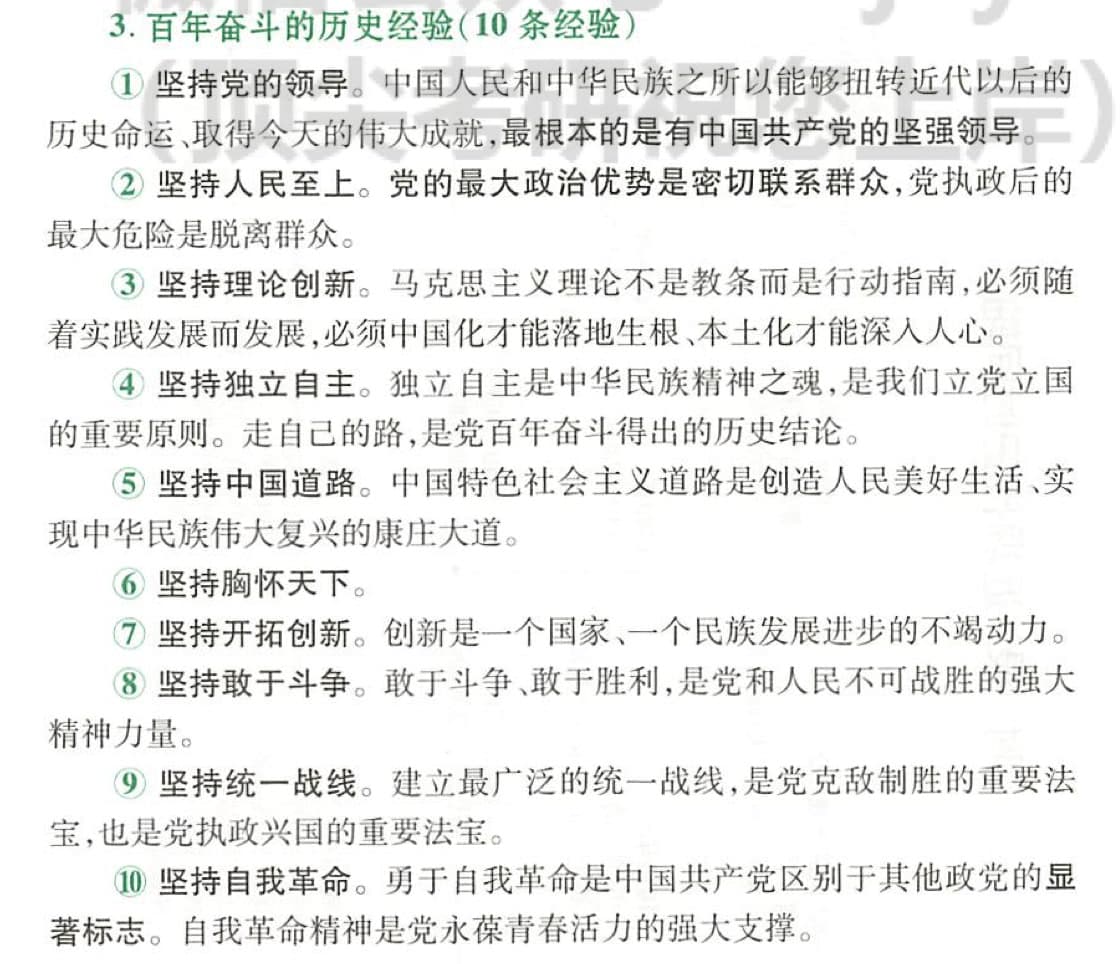 3. 百年奋斗的历史经验(10 条经验)
① 坚持党的领导。中国人民和中华民族之所以能够扭转近代以后的
历史命运、取得今天的伟大成就,最根本的是有中国共产党的坚强领导。
② 坚持人民至上。党的最大政治优势是密切联系群众,党执政后的
最大危险是脱离群众。
③ 坚持理论创新。马克思主义理论不是教条而是行动指南,必须随
着实践发展而发展,必须中国化才能落地生根、本土化才能深入人心。
④ 坚持独立自主。独立自主是中华民族精神之魂,是我们立党立国
的重要原则。走自己的路,是党百年奋斗得出的历史结论。
⑤ 坚持中国道路。中国特色社会主义道路是创造人民美好生活、实
现中华民族伟大复兴的康庄大道。
⑥ 坚持胸怀天下。
⑦ 坚持开拓创新。创新是一个国家、一个民族发展进步的不竭动力。
⑧ 坚持敢于斗争。敢于斗争、敢于胜利,是党和人民不可战胜的强大
精神力量。
⑨ 坚持统一战线。建立最广泛的统一战线,是党克敌制胜的重要法
宝,也是党执政兴国的重要法宝。
⑩ 坚持自我革命。勇于自我革命是中国共产党区别于其他政党的显
著标志。自我革命精神是党永葆青春活力的强大支撑。
(顶尖考研祝您上岸)